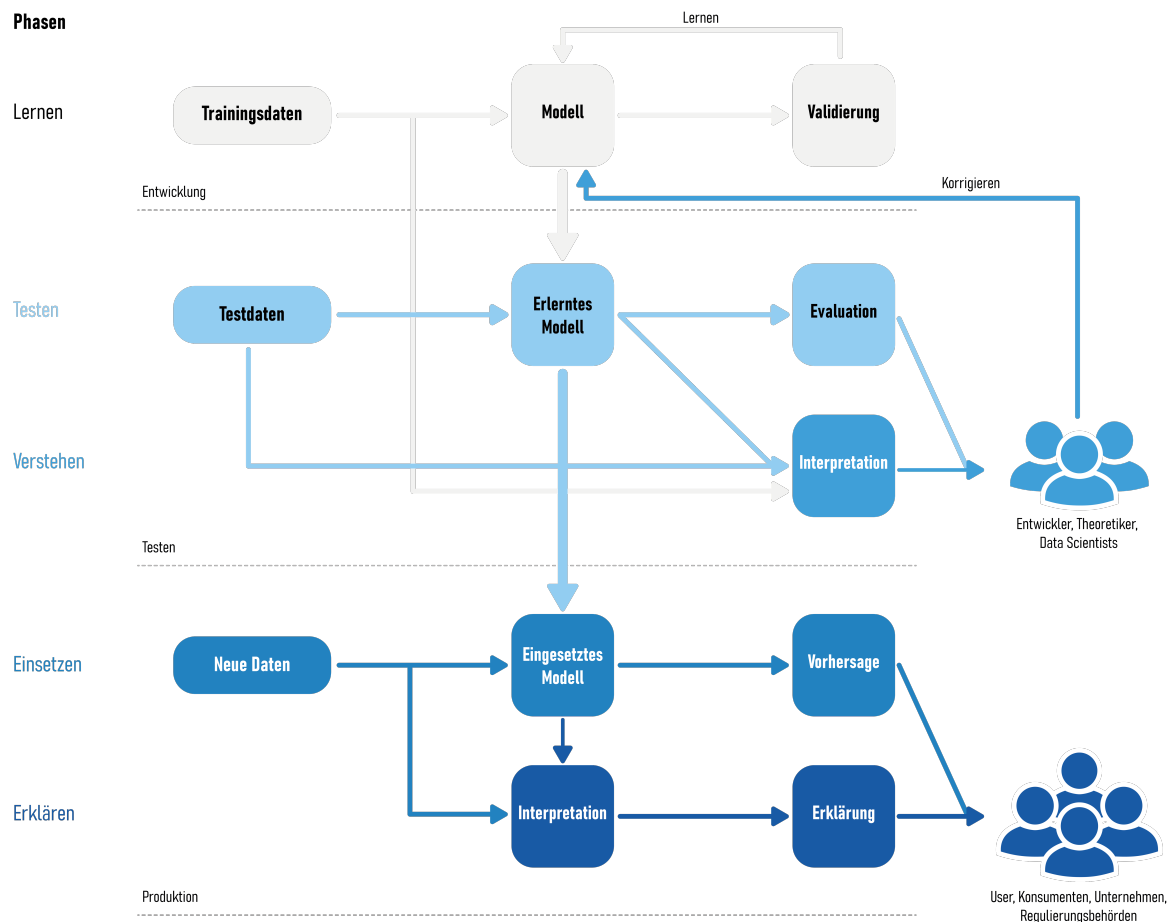 Phasen
Lernen
Lernen
Trainingsdaten
Modell
Validierung
Entwicklung
Korrigieren
Testen
Testdaten
Erlerntes
Modell
Evaluation
Verstehen
Interpretation
Entwickler, Theoretiker,
Data Scientists
Testen
Einsetzen
Neue Daten
Eingesetztes
Modell
Vorhersage
Erklären
Interpretation
Erklärung
Produktion
User, Konsumenten, Unternehmen,
Regulierungsbehörden